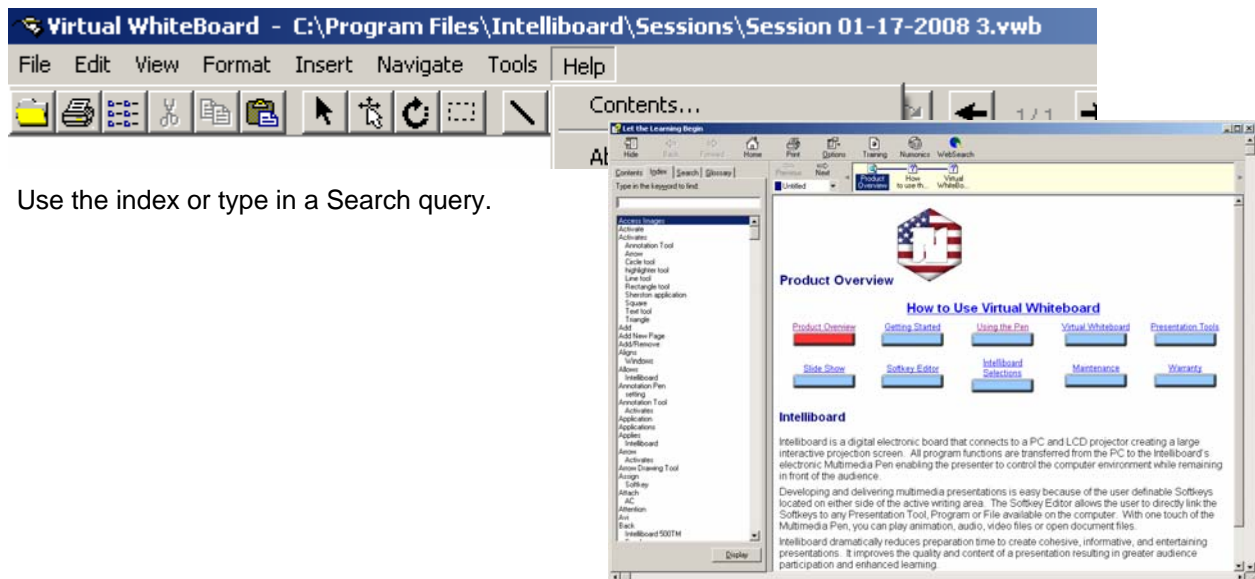 Virtual WhiteBoard - C:\Program Files\Intelliboard\Sessions\Session 01-17-2008 3.vwb
File Edit View Format Insert Navigate Tools Help
Contents...
1 / 1
Use the index or type in a Search query.
Let the Learning Begin
Hide Back Forward Home Print Options Training Numonics WebSearch
Contents Index Search Glossary
Type in the keyword to find:
Previous Next
Untitled
Product Overview
How to use th...
Virtual WhiteBo...
Access Images
Activate
Activates
Annotation Tool
Arrow
Circle tool
highlighter tool
Line tool
Rectangle tool
Sheriton application
Square
Text tool
Triangle
Add
Add New Page
Add/Remove
Aligns
Windows
Allows
Intelliboard
Annotation Pen
setting
Annotation Tool
Activates
Application
Applications
Applies
Intelliboard
Arrow
Activates
Arrow Drawing Tool
Assign
Softkey
Attach
AC
Attention
Avi
Back
Intelliboard 500TM
Display
Product Overview
How to Use Virtual Whiteboard
Product Overview Getting Started Using the Pen Virtual Whiteboard Presentation Tools
Slide Show Softkey Editor Intelliboard Selections Maintenance Warranty
Intelliboard
Intelliboard is a digital electronic board that connects to a PC and LCD projector creating a large
interactive projection screen. All program functions are transferred from the PC to the Intelliboard's
electronic Multimedia Pen enabling the presenter to control the computer environment while remaining
in front of the audience.
Developing and delivering multimedia presentations is easy because of the user definable Softkeys
located on either side of the active writing area. The Softkey Editor allows the user to directly link the
Softkeys to any Presentation Tool, Program or File available on the computer. With one touch of the
Multimedia Pen, you can play animation, audio, video files or open document files.
Intelliboard dramatically reduces preparation time to create cohesive, informative, and entertaining
presentations. It improves the quality and content of a presentation resulting in greater audience
participation and enhanced learning.